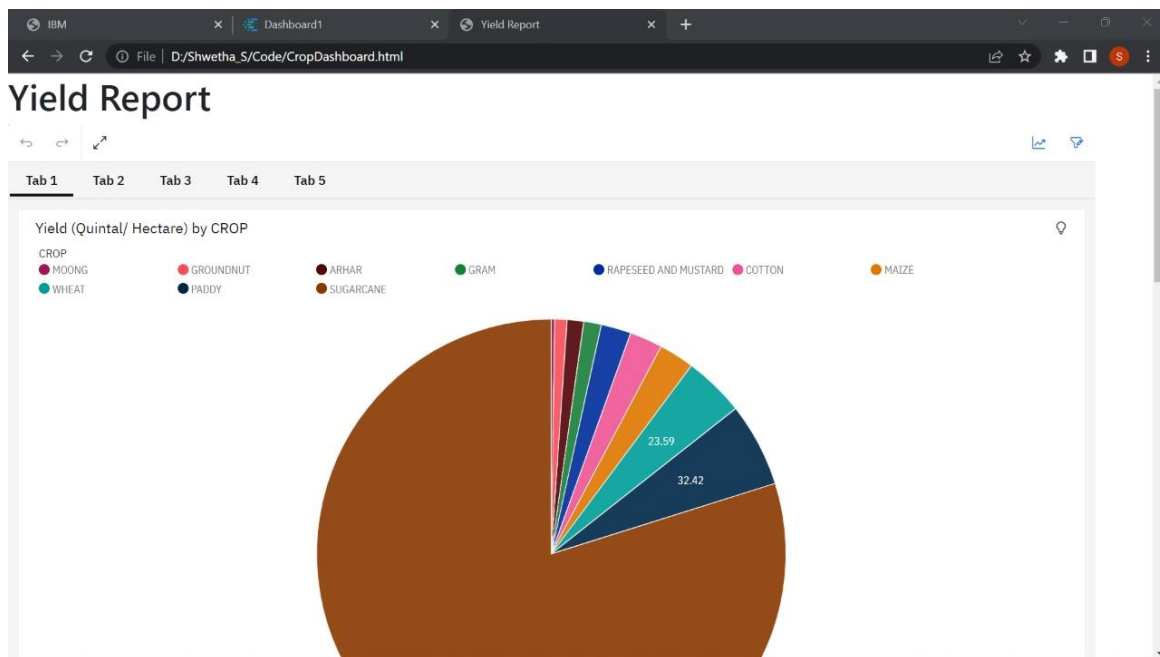 IBM Dashboard1 Yield Report
File D:/Shwetha_S/Code/CropDashboard.html S
Yield Report
Tab 1 Tab 2 Tab 3 Tab 4 Tab 5
Yield (Quintal/ Hectare) by CROP
CROP
MOONG GROUNDNUT ARHAR GRAM RAPESEED AND MUSTARD COTTON MAIZE
WHEAT PADDY SUGARCANE
23.59
32.42